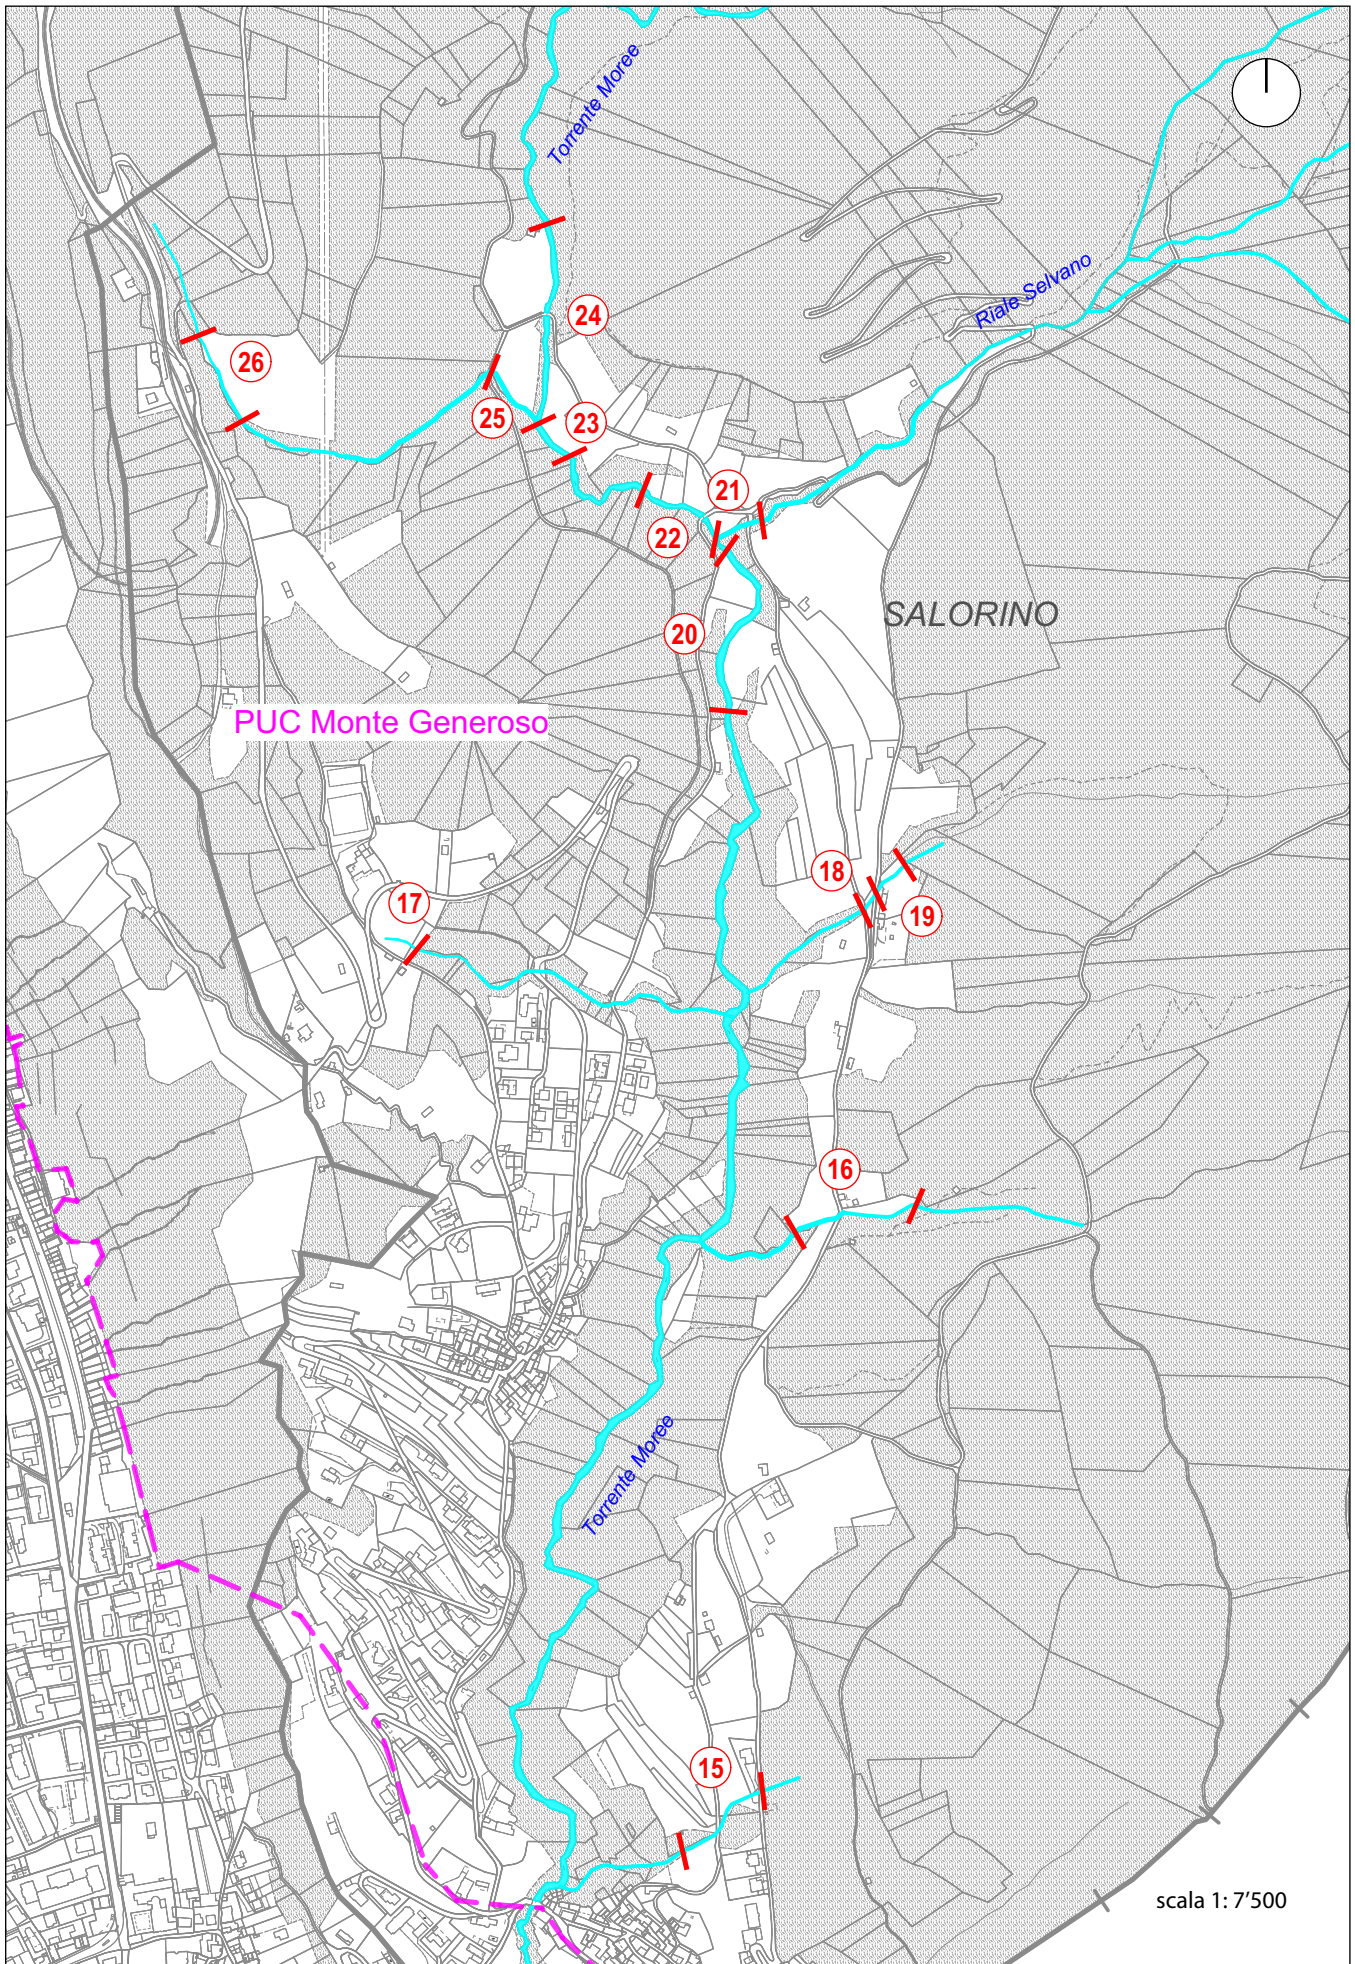 Torrente Moree
Riale Selvano
24
26
25
23
21
22
SALORINO
20
PUC Monte Generoso
18
17
19
16
Torrente Moree
15
scala 1: 7'500